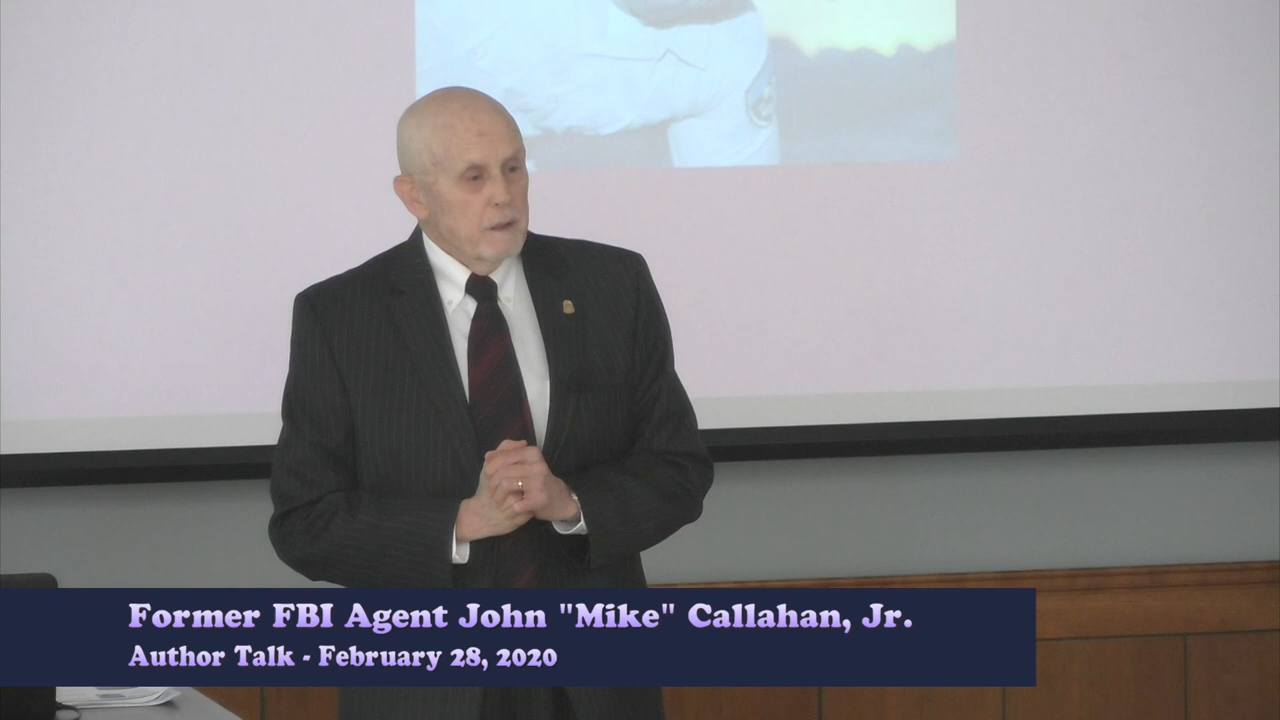 Former FBI Agent John "Mike" Callahan, Jr.
Author Talk - February 28, 2020